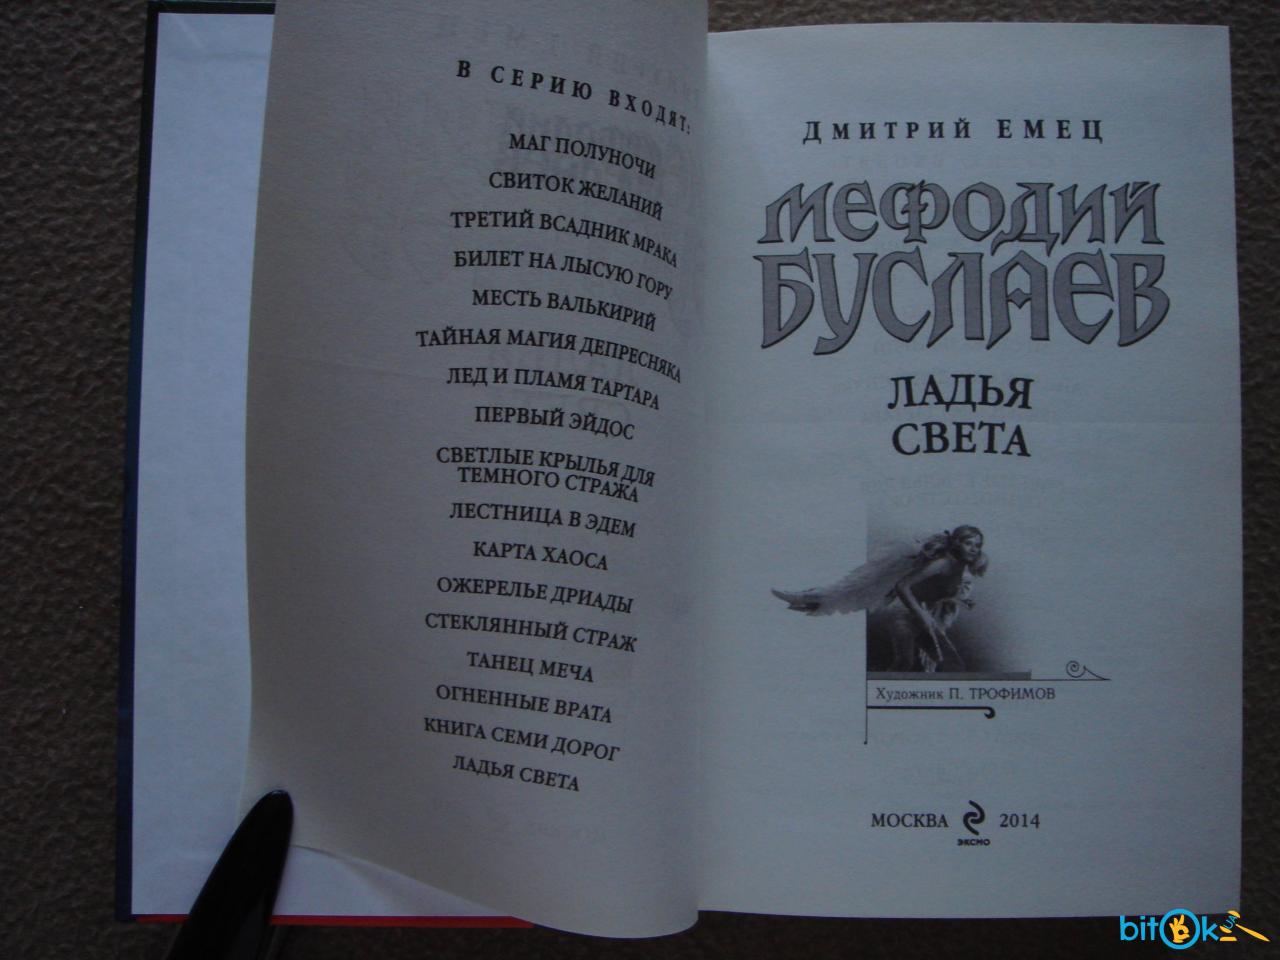 В СЕРИЮ ВХОДЯТ:
МАГ ПОЛУНОЧИ
СВИТОК ЖЕЛАНИЙ
ТРЕТИЙ ВСАДНИК МРАКА
БИЛЕТ НА ЛЫСУЮ ГОРУ
МЕСТЬ ВАЛЬКИРИЙ
ТАЙНАЯ МАГИЯ ДЕПРЕСНЯКА
ЛЕД И ПЛАМЯ ТАРТАРА
ПЕРВЫЙ ЭЙДОС
СВЕТЛЫЕ КРЫЛЬЯ ДЛЯ
ТЕМНОГО СТРАЖА
ЛЕСТНИЦА В ЭДЕМ
КАРТА ХАОСА
ОЖЕРЕЛЬЕ ДРИАДЫ
СТЕКЛЯННЫЙ СТРАЖ
ТАНЕЦ МЕЧА
ОГНЕННЫЕ ВРАТА
КНИГА СЕМИ ДОРОГ
ЛАДЬЯ СВЕТА
ДМИТРИЙ ЕМЕЦ
МЕФОДИЙ
БУСЛАЕВ
ЛАДЬЯ
СВЕТА
Художник П. ТРОФИМОВ
МОСКВА 2014
ЭКСМО
bitOk UA